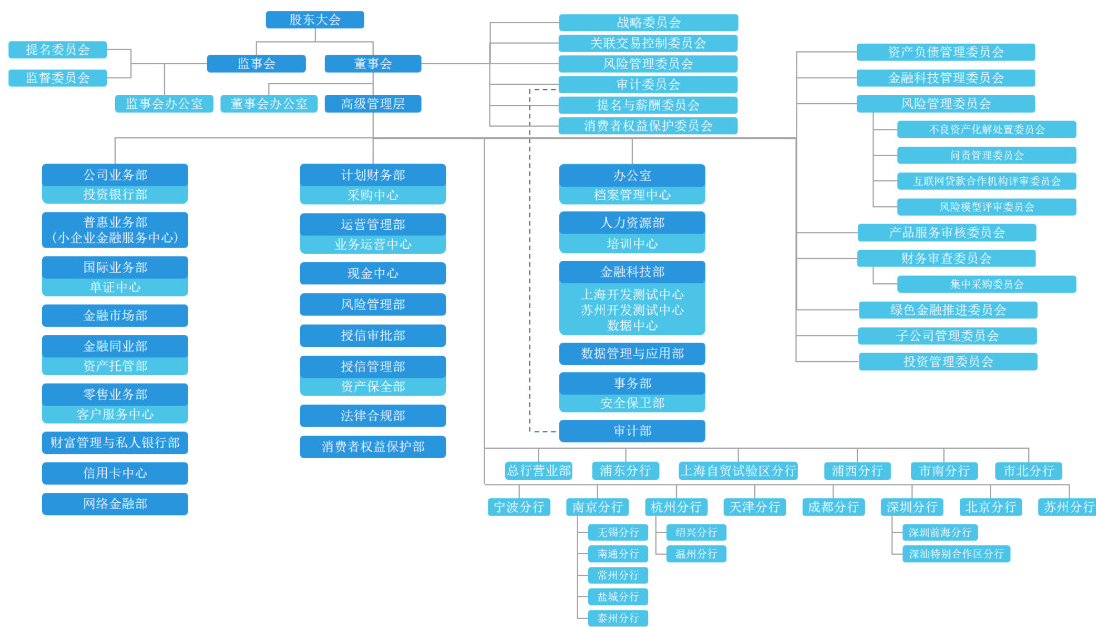 股东大会
提名委员会
监督委员会
监事会
董事会
监事会办公室
董事会办公室
高级管理层
战略委员会
关联交易控制委员会
风险管理委员会
审计委员会
提名与薪酬委员会
消费者权益保护委员会
资产负债管理委员会
金融科技管理委员会
风险管理委员会
不良资产化解处置委员会
问责管理委员会
互联网贷款合作机构评审委员会
风险模型评审委员会
产品服务审核委员会
财务审查委员会
集中采购委员会
绿色金融推进委员会
子公司管理委员会
投资管理委员会
公司业务部
投资银行部
普惠业务部
(小企业金融服务中心)
国际业务部
单证中心
金融市场部
金融同业部
资产托管部
零售业务部
客户服务中心
财富管理与私人银行部
信用卡中心
网络金融部
计划财务部
采购中心
运营管理部
业务运营中心
现金中心
风险管理部
授信审批部
授信管理部
资产保全部
法律合规部
消费者权益保护部
办公室
档案管理中心
人力资源部
培训中心
金融科技部
上海开发测试中心
苏州开发测试中心
数据中心
数据管理与应用部
事务部
安全保卫部
审计部
总行营业部
浦东分行
上海自贸试验区分行
浦西分行
市南分行
市北分行
宁波分行
南京分行
杭州分行
天津分行
成都分行
深圳分行
北京分行
苏州分行
无锡分行
南通分行
常州分行
盐城分行
泰州分行
绍兴分行
温州分行
深圳前海分行
深汕特别合作区分行